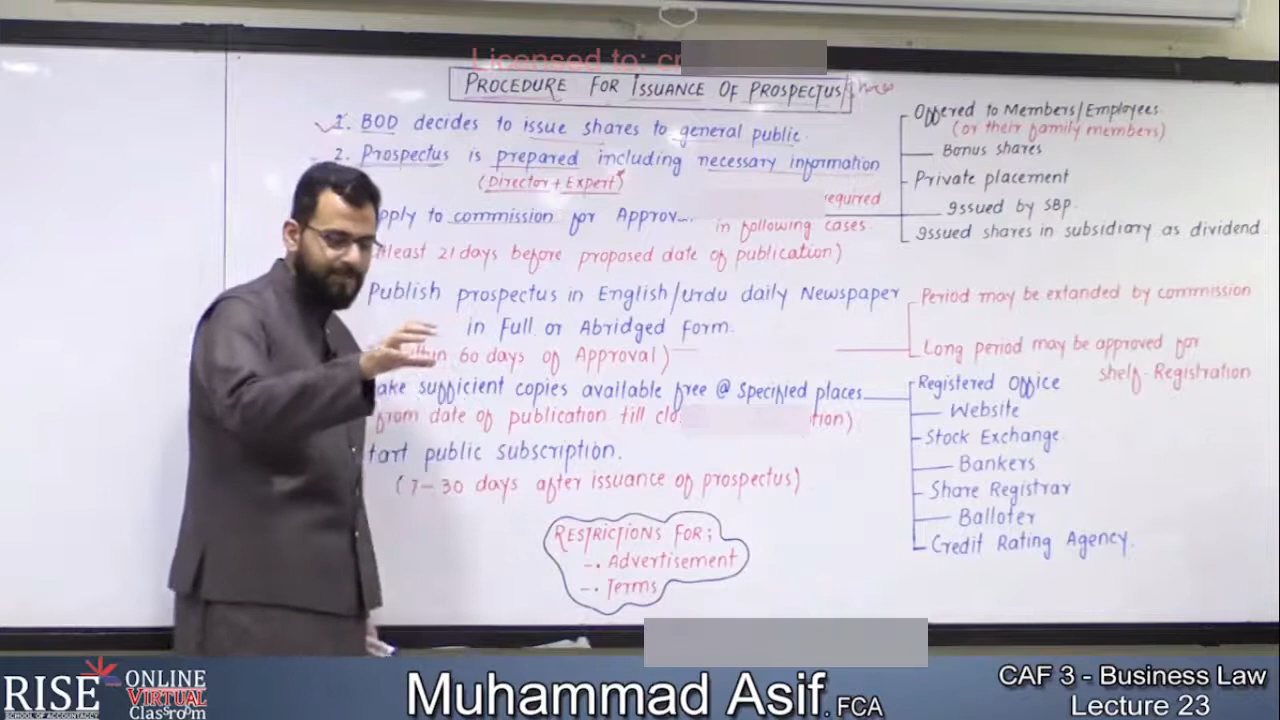 Licensed to: cr
PROCEDURE FOR ISSUANCE OF PROSPECTUS/
1. BOD decides to issue shares to general public.
2. Prospectus is prepared including necessary information
(Director + Expert)
pply to commission for Approv
required
in following cases.
tleast 21 days before proposed date of publication)
Publish prospectus in English/urdu daily Newspaper
in Full or Abridged Form.
60 days of Approval)
ake sufficient copies available free @ Specified places
from date of publication till clo
tion)
tart public subscription.
(7-30 days after issuance of prospectus)
RESTRICTIONS FOR;
-. Advertisement
-. Terms
Offered to Members/Employees.
(or their family members)
Bonus shares
Private placement
Issued by SBP.
Issued shares in subsidiary as dividend
Period may be extanded by commission
Long period may be approved for
shelf-Registration
Registered Office
Website
Stock Exchange
Bankers
Share Registrar
Balloter
Credit Rating Agency.
RISE
SCHOOL OF ACCOUNTANCY
ONLINE
VIRTUAL
Classroom
Muhammad Asif. FCA
CAF 3 - Business Law
Lecture 23